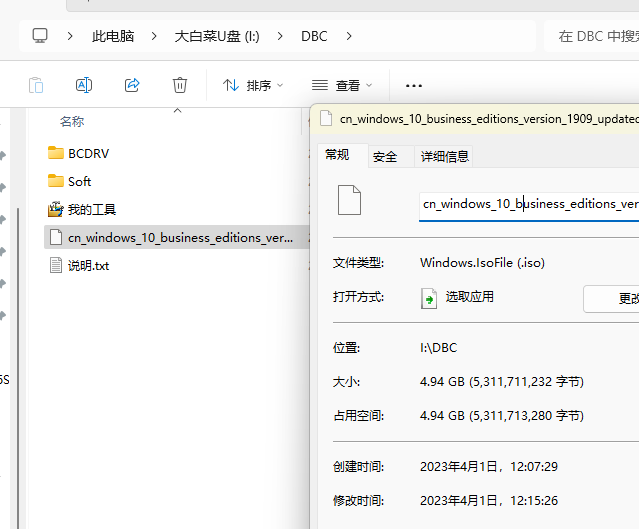 此电脑 > 大白菜U盘 (I:) > DBC >
在 DBC 中搜
排序
查看
名称
BCDRV
Soft
我的工具
cn_windows_10_business_editions_ver...
说明.txt
cn_windows_10_business_editions_version_1909_updated
常规
安全
详细信息
cn_windows_10_business_editions_ver
文件类型:
Windows.IsoFile (.iso)
打开方式:
选取应用
更改
位置:
I:\DBC
大小:
4.94 GB (5,311,711,232 字节)
占用空间:
4.94 GB (5,311,713,280 字节)
创建时间:
2023年4月1日，12:07:29
修改时间:
2023年4月1日，12:15:26